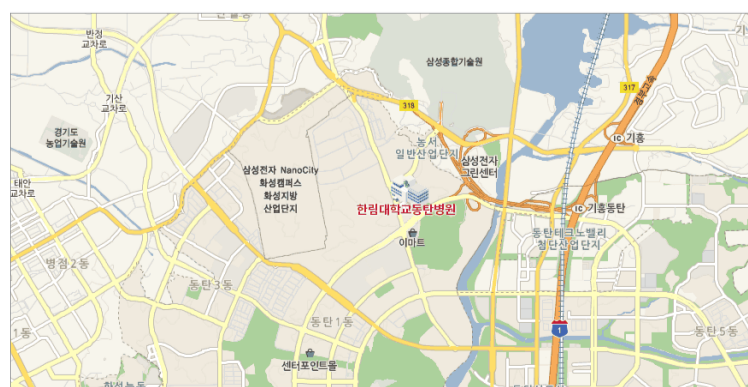 반정
교차로
기산
교차로
경기도
농업기술원
태안
교차로
병점2동
1동
동탄3동
동탄1동
센터포인트몰
삼성전자 NanoCity
화성캠퍼스
화성지방
산업단지
318
삼성종합기술원
농서
일반산업단지
삼성전자
그린센터
한림대학교동탄병원
이마트
317
경부고속
IC 기흥
IC 기흥동탄
동탄테크노밸리
첨단산업단지
1
동탄5동